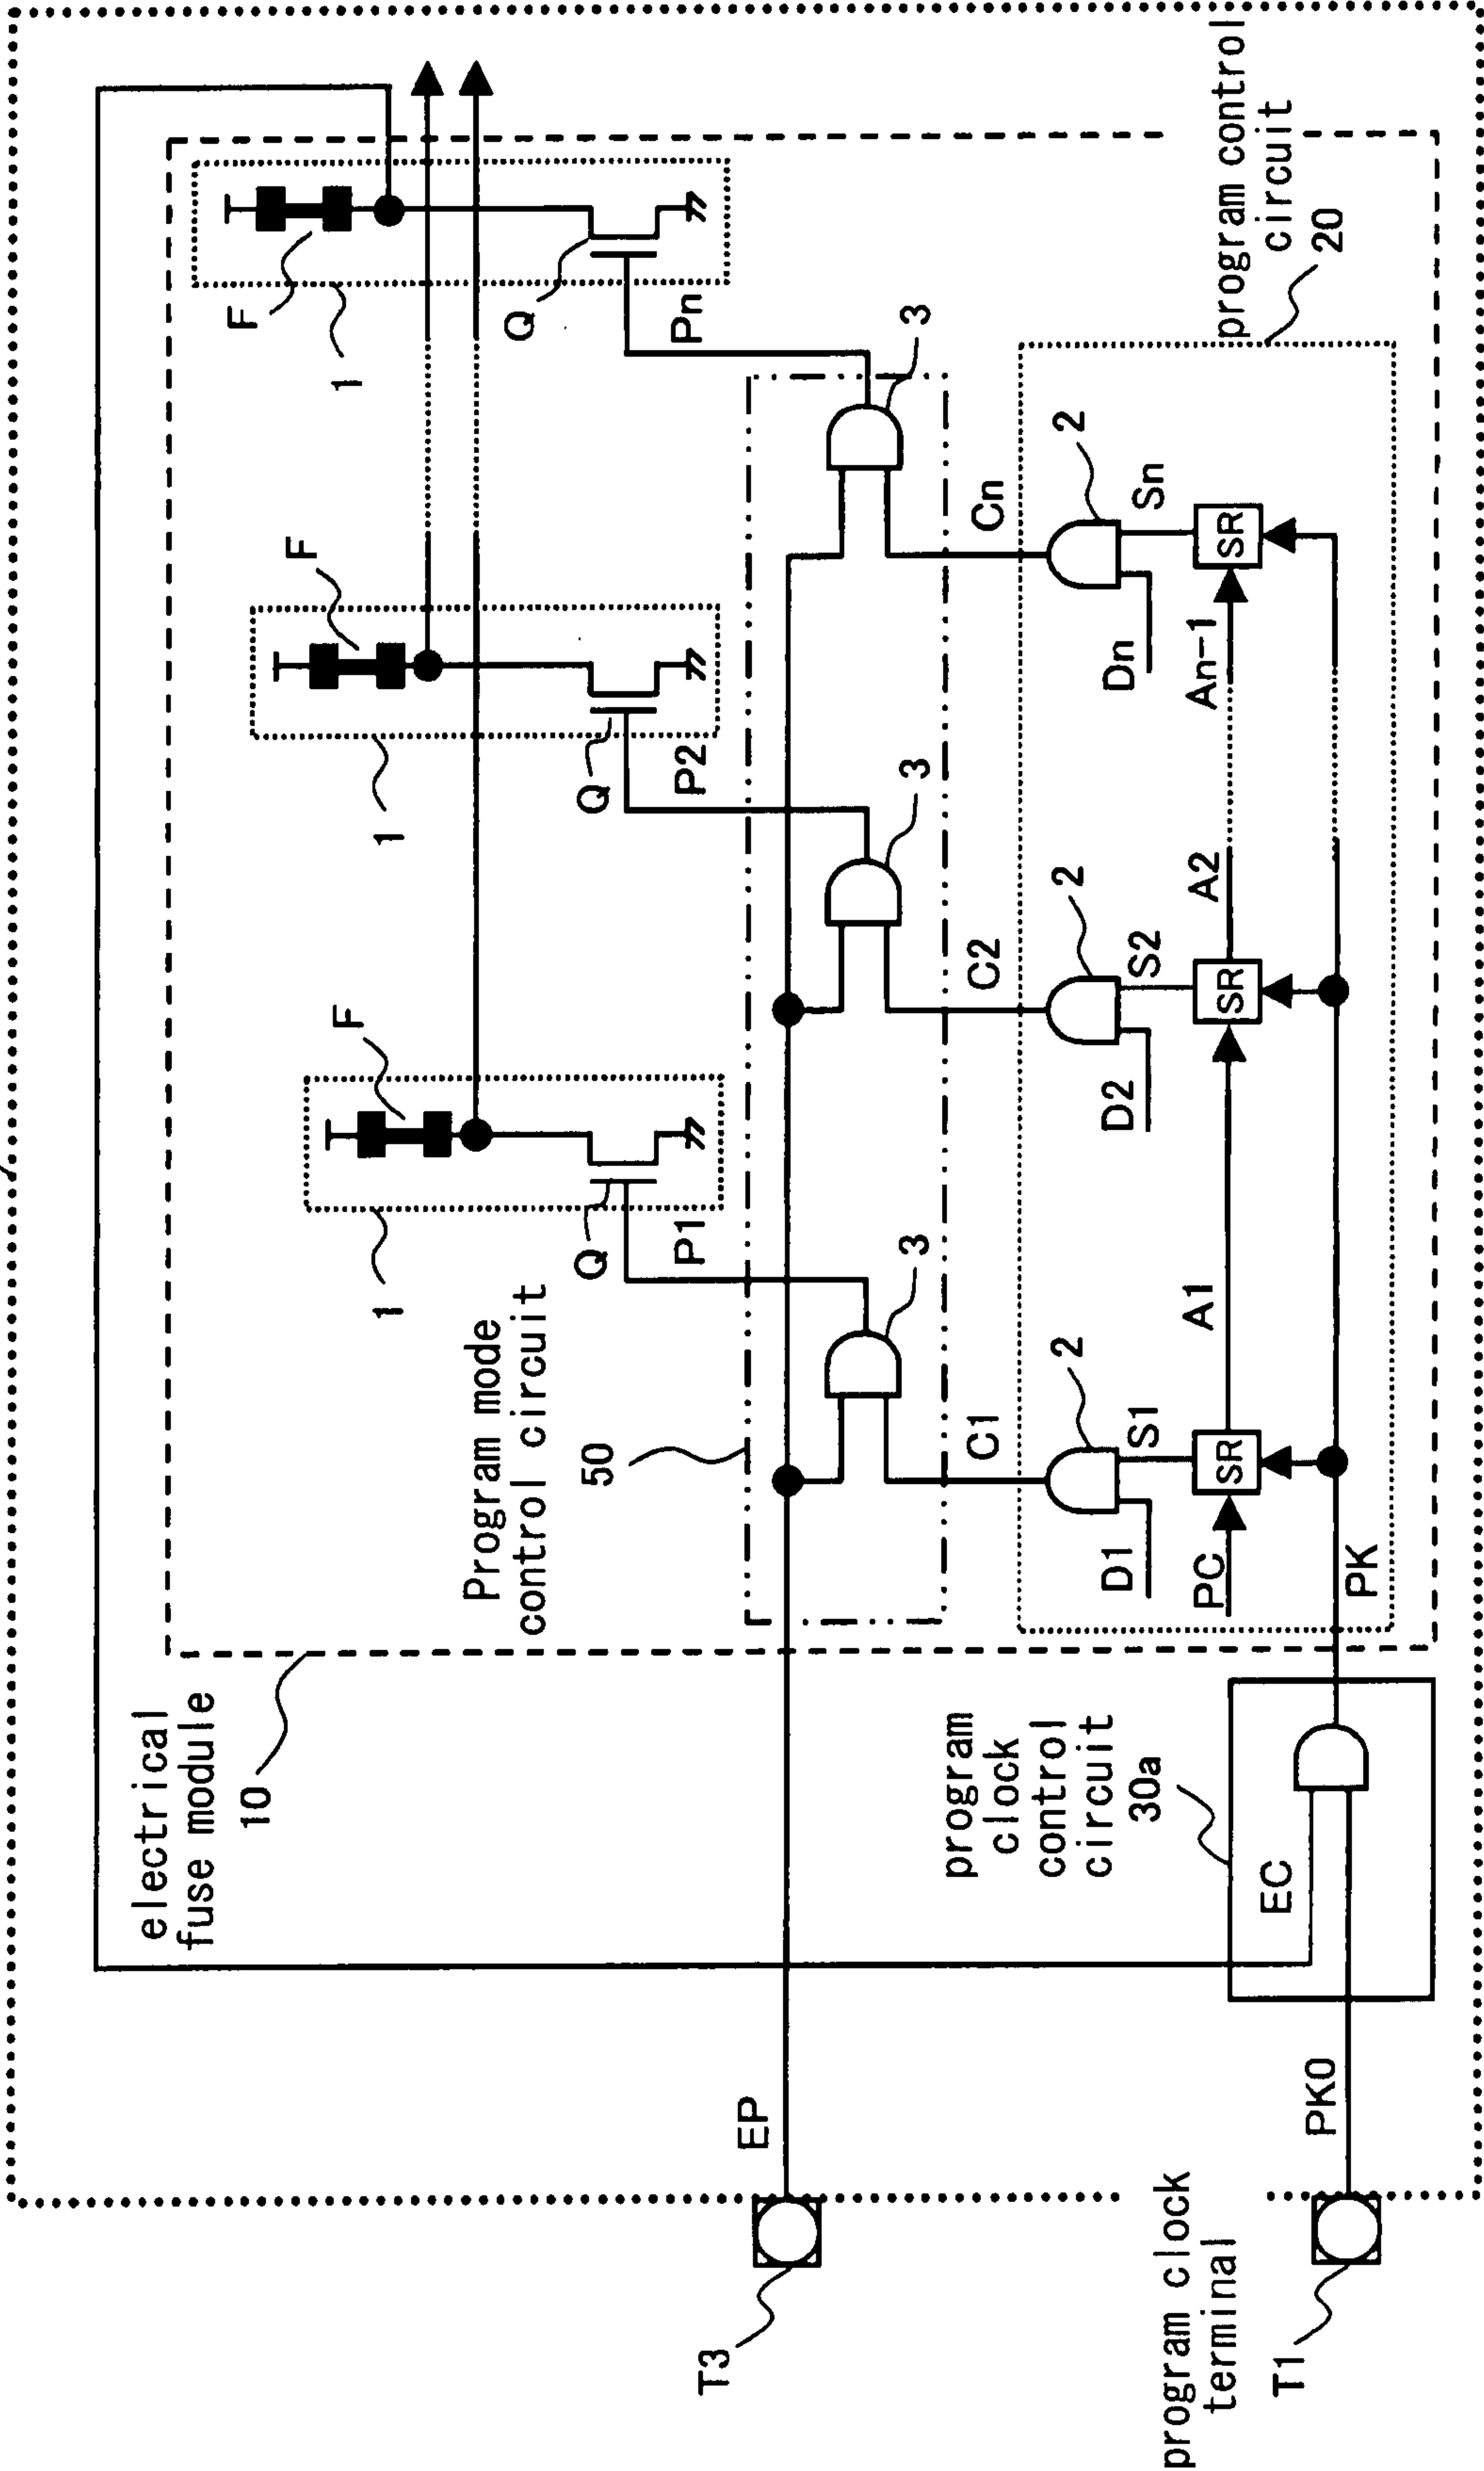 electrical
fuse module
10
Program mode
control circuit
50
F
1
Q
P1
F
1
Q
P2
F
1
Q
Pn
3
3
3
EP
T3
C1
C2
Cn
2
2
2
D1
S1
D2
S2
Dn
Sn
PC
SR
A1
SR
A2
An-1
SR
PK
program control
circuit
20
program
clock
control
circuit
30a
EC
PK0
program clock
terminal
T1